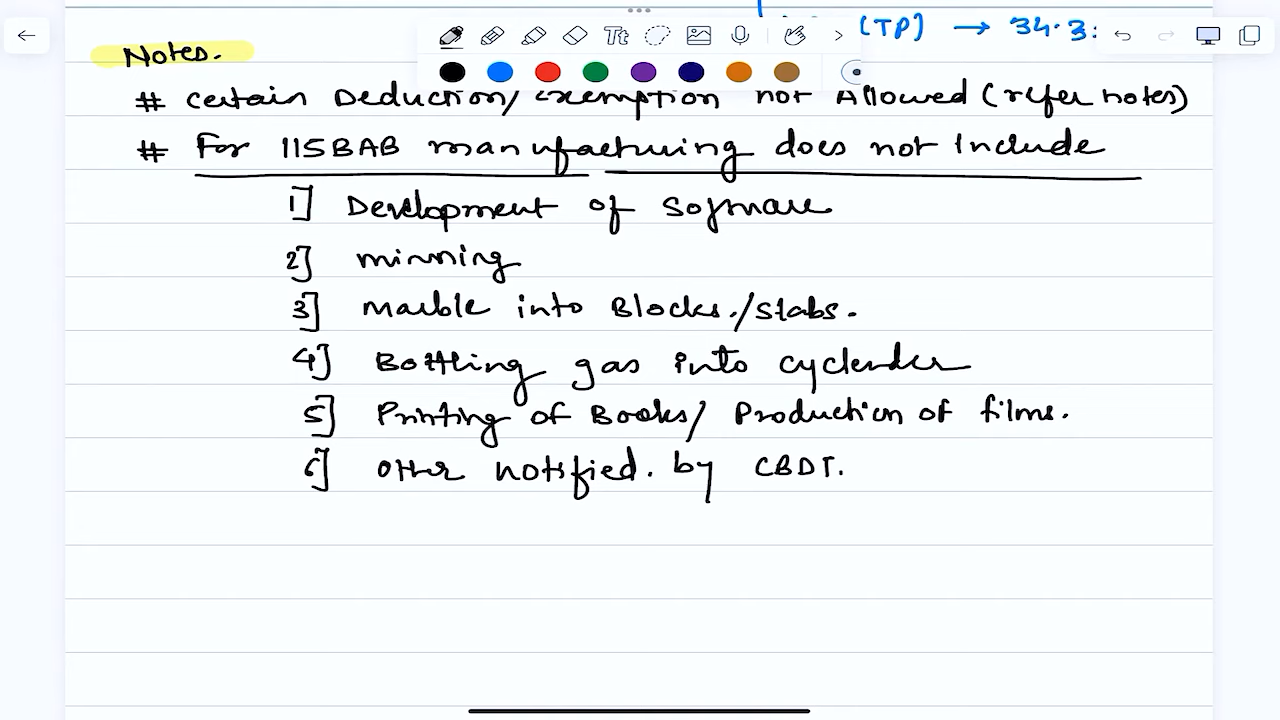 (TP) → 34.3
Tt
Notes.
# Certain Deduction/Exemption not Allowed (refer notes)
# For 115BAB manufacturing does not Include
1] Development of Software
2] minning
3] Marble into Blocks./slabs.
4] Bottling gas into cyclender
5] Printing of Books/ Production of films.
6] other notified. by CBDT.